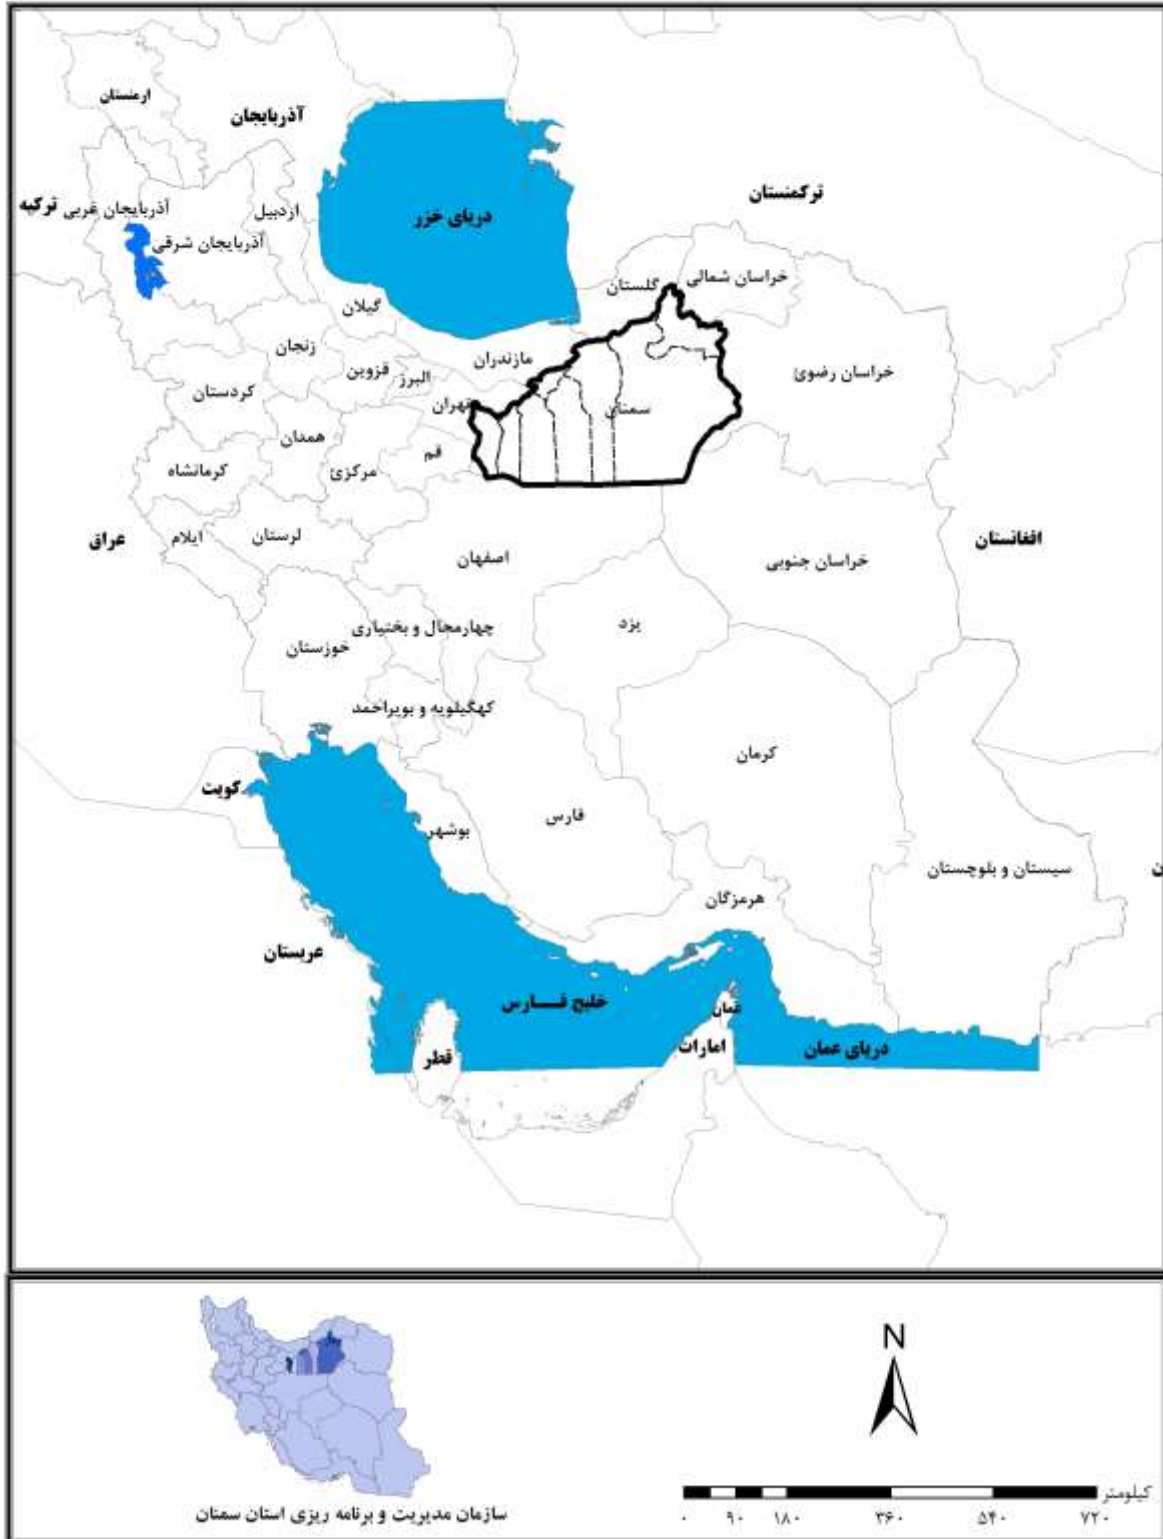 ارمنستان
آذربایجان
ترکیه
آذربایجان غربی
اردبیل
آذربایجان شرقی
دریای خزر
ترکمنستان
گلستان
خراسان شمالی
گیلان
زنجان
قزوین
البرز
مازندران
تهران
سمنان
خراسان رضوی
کردستان
همدان
مرکزی
قم
کرمانشاه
عراق
ایلام
لرستان
اصفهان
خراسان جنوبی
افغانستان
چهارمحال و بختیاری
خوزستان
یزد
کهگیلویه و بویراحمد
کویت
بوشهر
فارس
کرمان
سیستان و بلوچستان
هرمزگان
عربستان
خلیج فـــارس
عمان
قطر
امارات
دریای عمان
N
کیلومتر
۰ ۹۰ ۱۸۰ ۳۶۰ ۵۴۰ ۷۲۰
سازمان مدیریت و برنامه ریزی استان سمنان